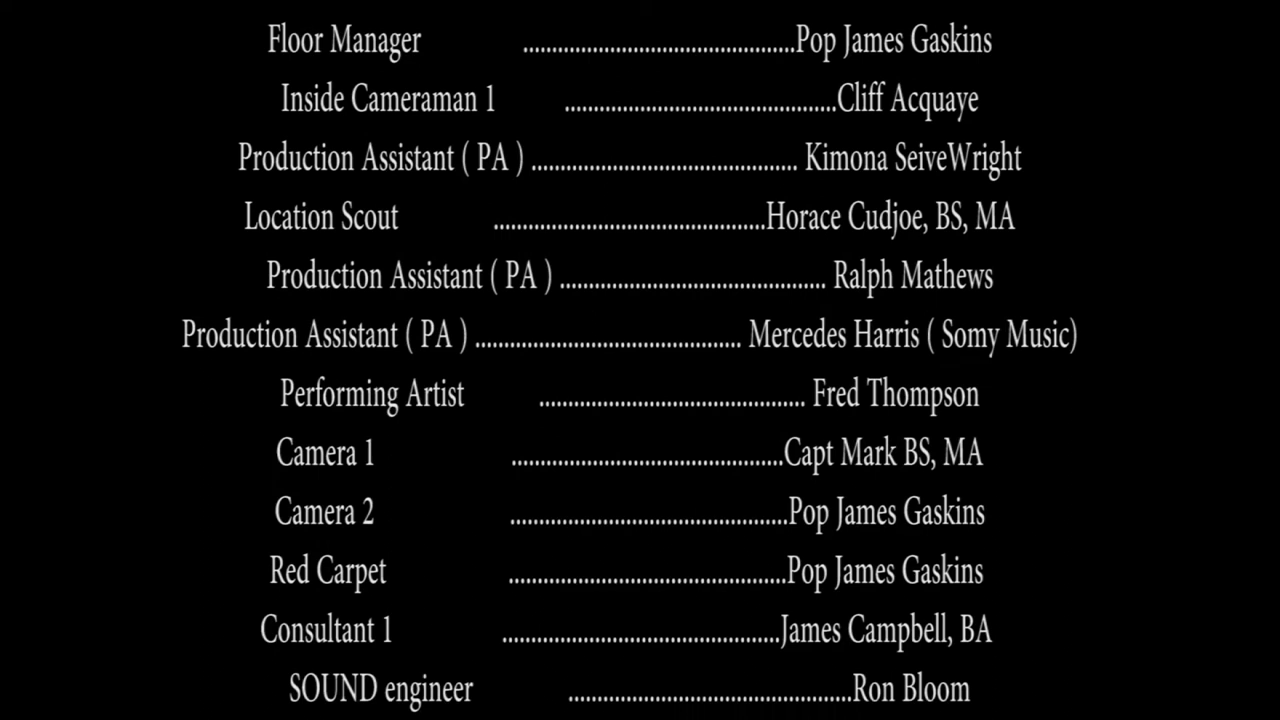 Floor Manager ...............................................Pop James Gaskins
Inside Cameraman 1 ...............................................Cliff Acquaye
Production Assistant ( PA ) .............................................. Kimona SeiveWright
Location Scout ...............................................Horace Cudjoe, BS, MA
Production Assistant ( PA ) .............................................. Ralph Mathews
Production Assistant ( PA ) .............................................. Mercedes Harris ( Somy Music)
Performing Artist .............................................. Fred Thompson
Camera 1 ...............................................Capt Mark BS, MA
Camera 2 ................................................Pop James Gaskins
Red Carpet ................................................Pop James Gaskins
Consultant 1 ................................................James Campbell, BA
SOUND engineer .................................................Ron Bloom